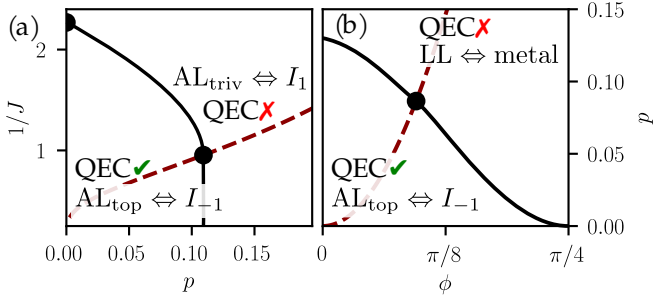 (a)
2
1
1/J
AL_triv ⇔ I_1
QEC✗
QEC✓
AL_top ⇔ I_{-1}
0.00 0.05 0.10 0.15
p
(b)
QEC✗
LL ⇔ metal
QEC✓
AL_top ⇔ I_{-1}
0.15
0.10
0.05
0.00
p
0 π/8 π/4
ϕ